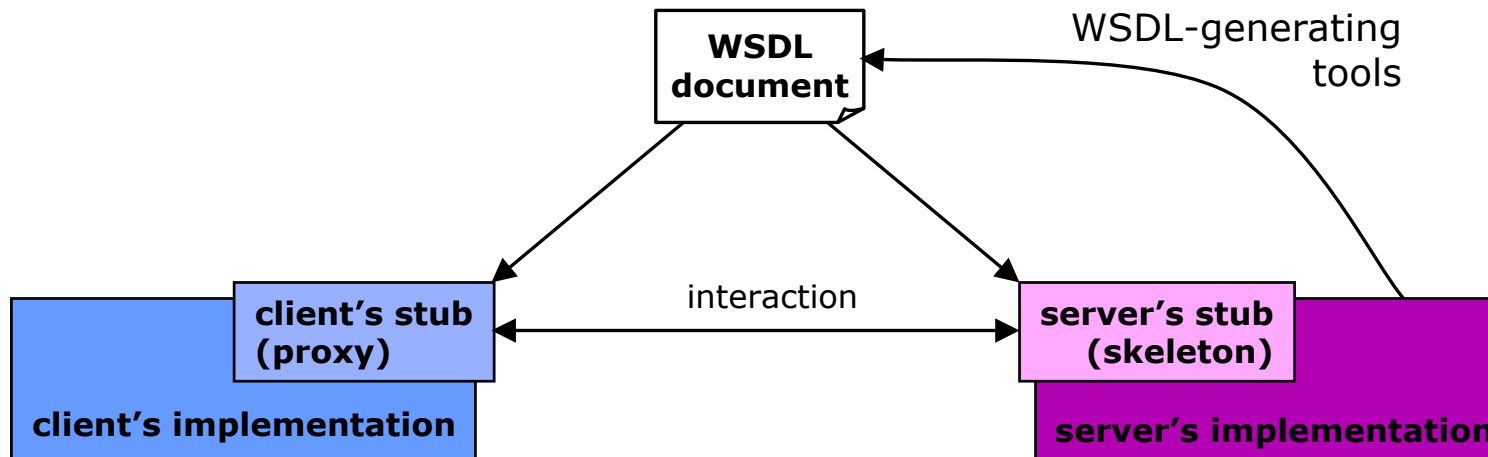 WSDL
document
WSDL-generating
tools
interaction
client’s stub
(proxy)
server’s stub
(skeleton)
client’s implementation
server’s implementation